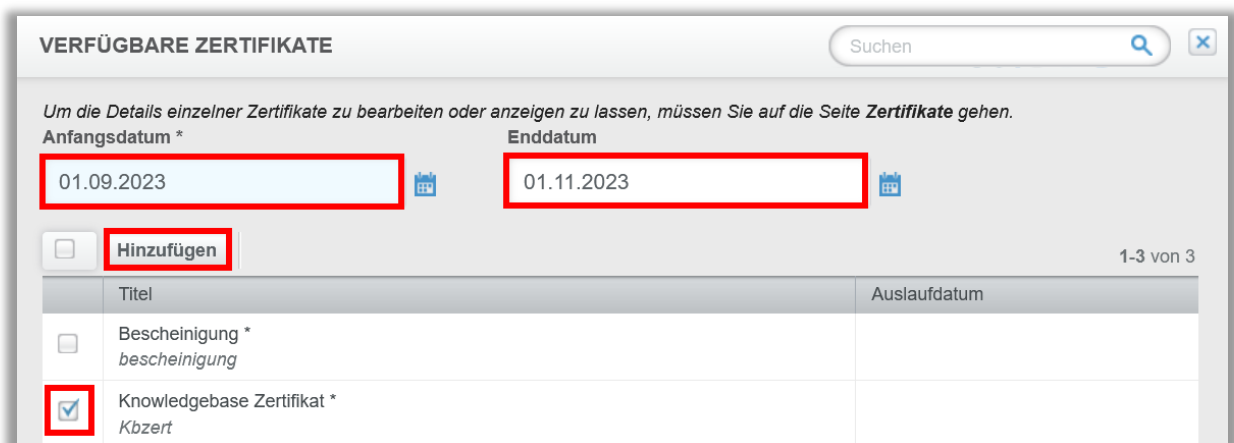 VERFÜGBARE ZERTIFIKATE
Suchen
Um die Details einzelner Zertifikate zu bearbeiten oder anzeigen zu lassen, müssen Sie auf die Seite Zertifikate gehen.
Anfangsdatum * Enddatum
01.09.2023 01.11.2023
Hinzufügen 1-3 von 3
Titel Auslaufdatum
Bescheinigung *
bescheinigung
Knowledgebase Zertifikat *
Kbzert